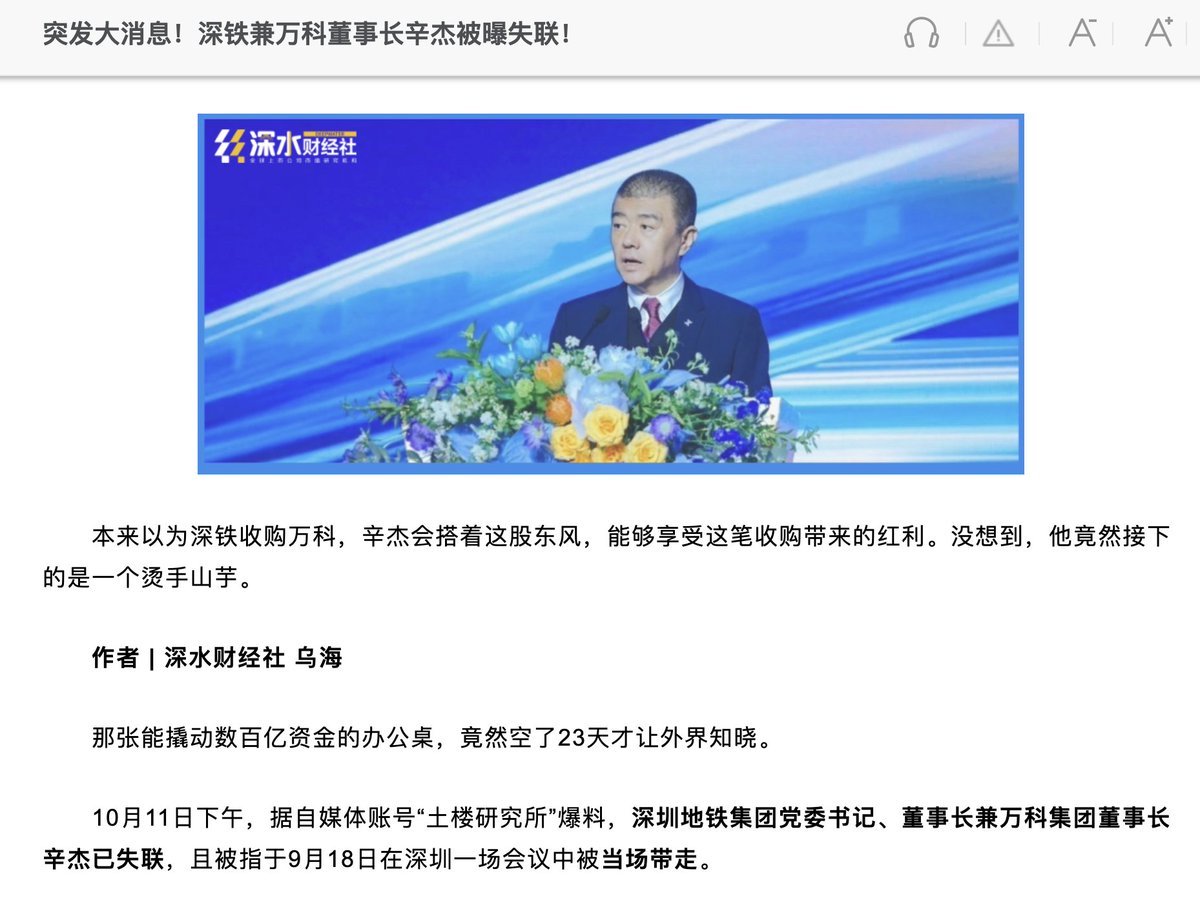 突发大消息！深铁兼万科董事长辛杰被曝失联！
A-
A+
深水财经社
DEEPWATER
本来以为深铁收购万科，辛杰会搭着这股东风，能够享受这笔收购带来的红利。没想到，他竟然接下
的是一个烫手山芋。
作者 | 深水财经社 乌海
那张能撬动数百亿资金的办公桌，竟然空了23天才让外界知晓。
10月11日下午，据自媒体账号“土楼研究所”爆料，深圳地铁集团党委书记、董事长兼万科集团董事长
辛杰已失联，且被指于9月18日在深圳一场会议中被当场带走。